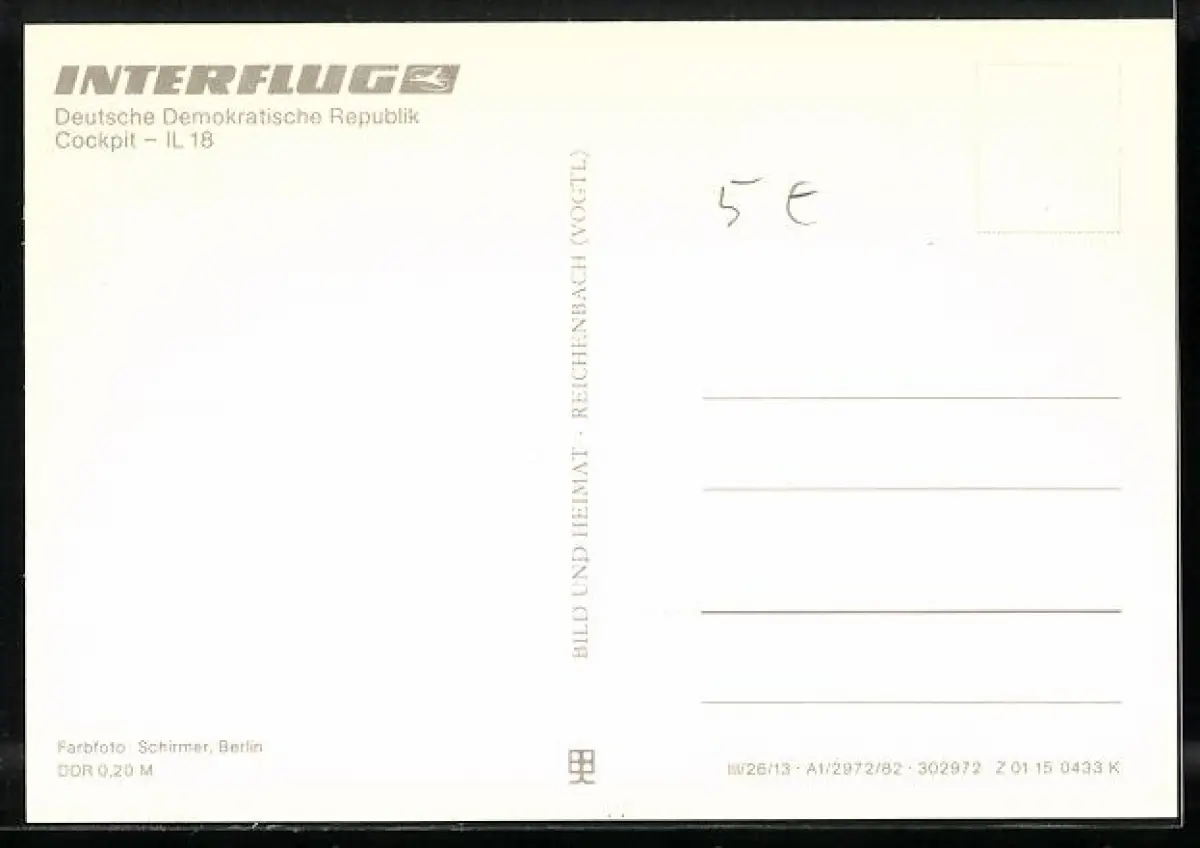 INTERFLUG
Deutsche Demokratische Republik
Cockpit – IL 18
BILD UND HEIMAT · REICHENBACH (VOGTL)
5 €
Farbfoto: Schirmer, Berlin
DDR 0,20 M
III/26/13 · A1/2972/82 · 302972 Z 01 15 0433 K